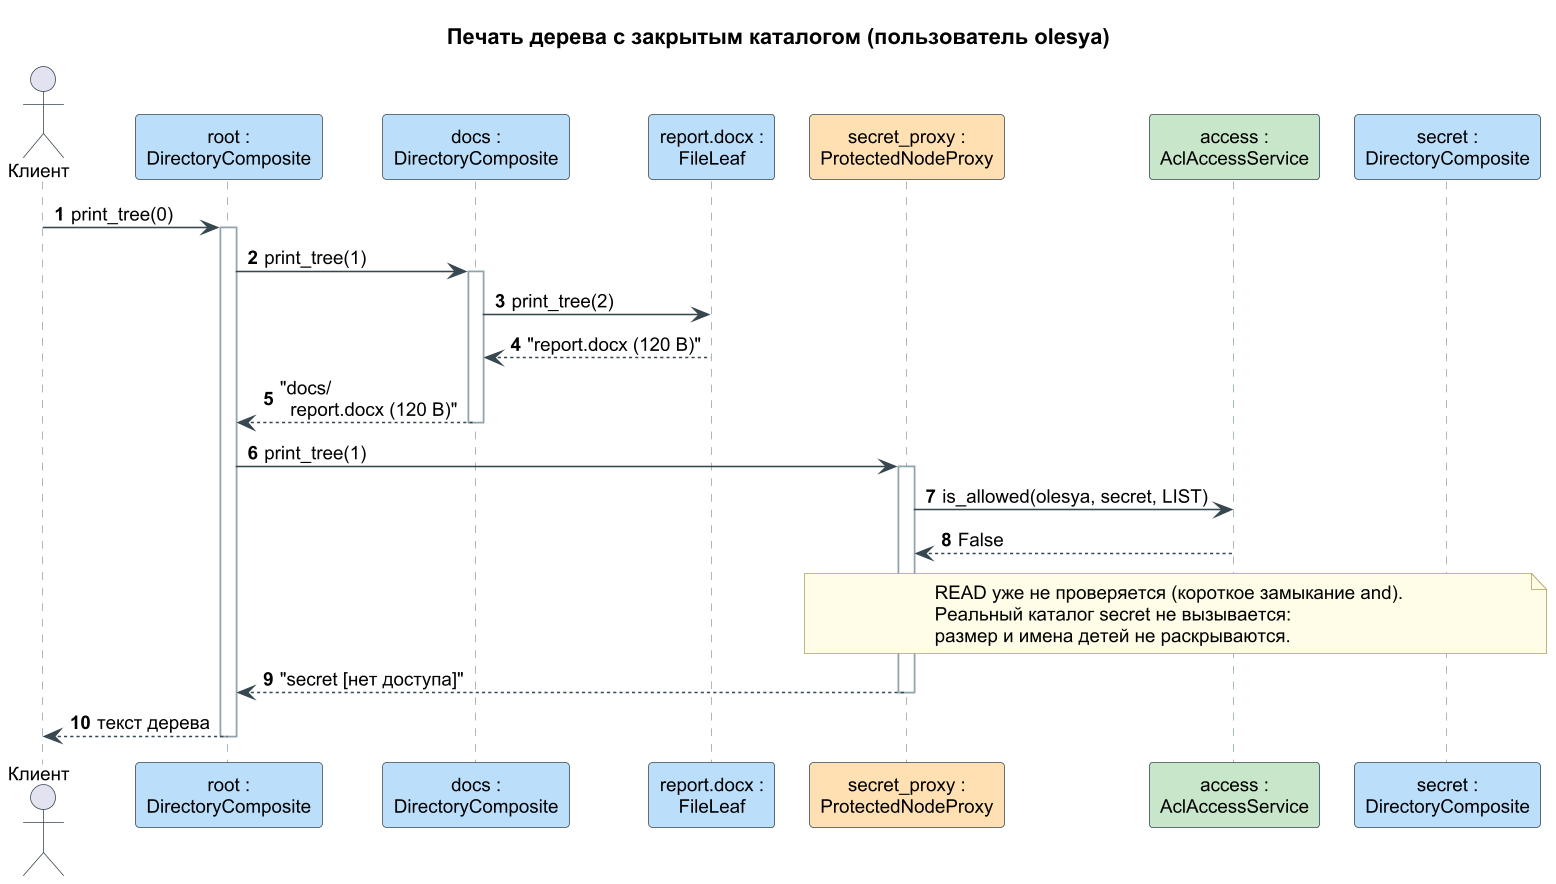 Печать дерева с закрытым каталогом (пользователь olesya)
Клиент
root :
DirectoryComposite
docs :
DirectoryComposite
report.docx :
FileLeaf
secret_proxy :
ProtectedNodeProxy
access :
AclAccessService
secret :
DirectoryComposite
1 print_tree(0)
2 print_tree(1)
3 print_tree(2)
4 "report.docx (120 B)"
5 "docs/
report.docx (120 B)"
6 print_tree(1)
7 is_allowed(olesya, secret, LIST)
8 False
READ уже не проверяется (короткое замыкание and).
Реальный каталог secret не вызывается:
размер и имена детей не раскрываются.
9 "secret [нет доступа]"
10 текст дерева
Клиент
root :
DirectoryComposite
docs :
DirectoryComposite
report.docx :
FileLeaf
secret_proxy :
ProtectedNodeProxy
access :
AclAccessService
secret :
DirectoryComposite